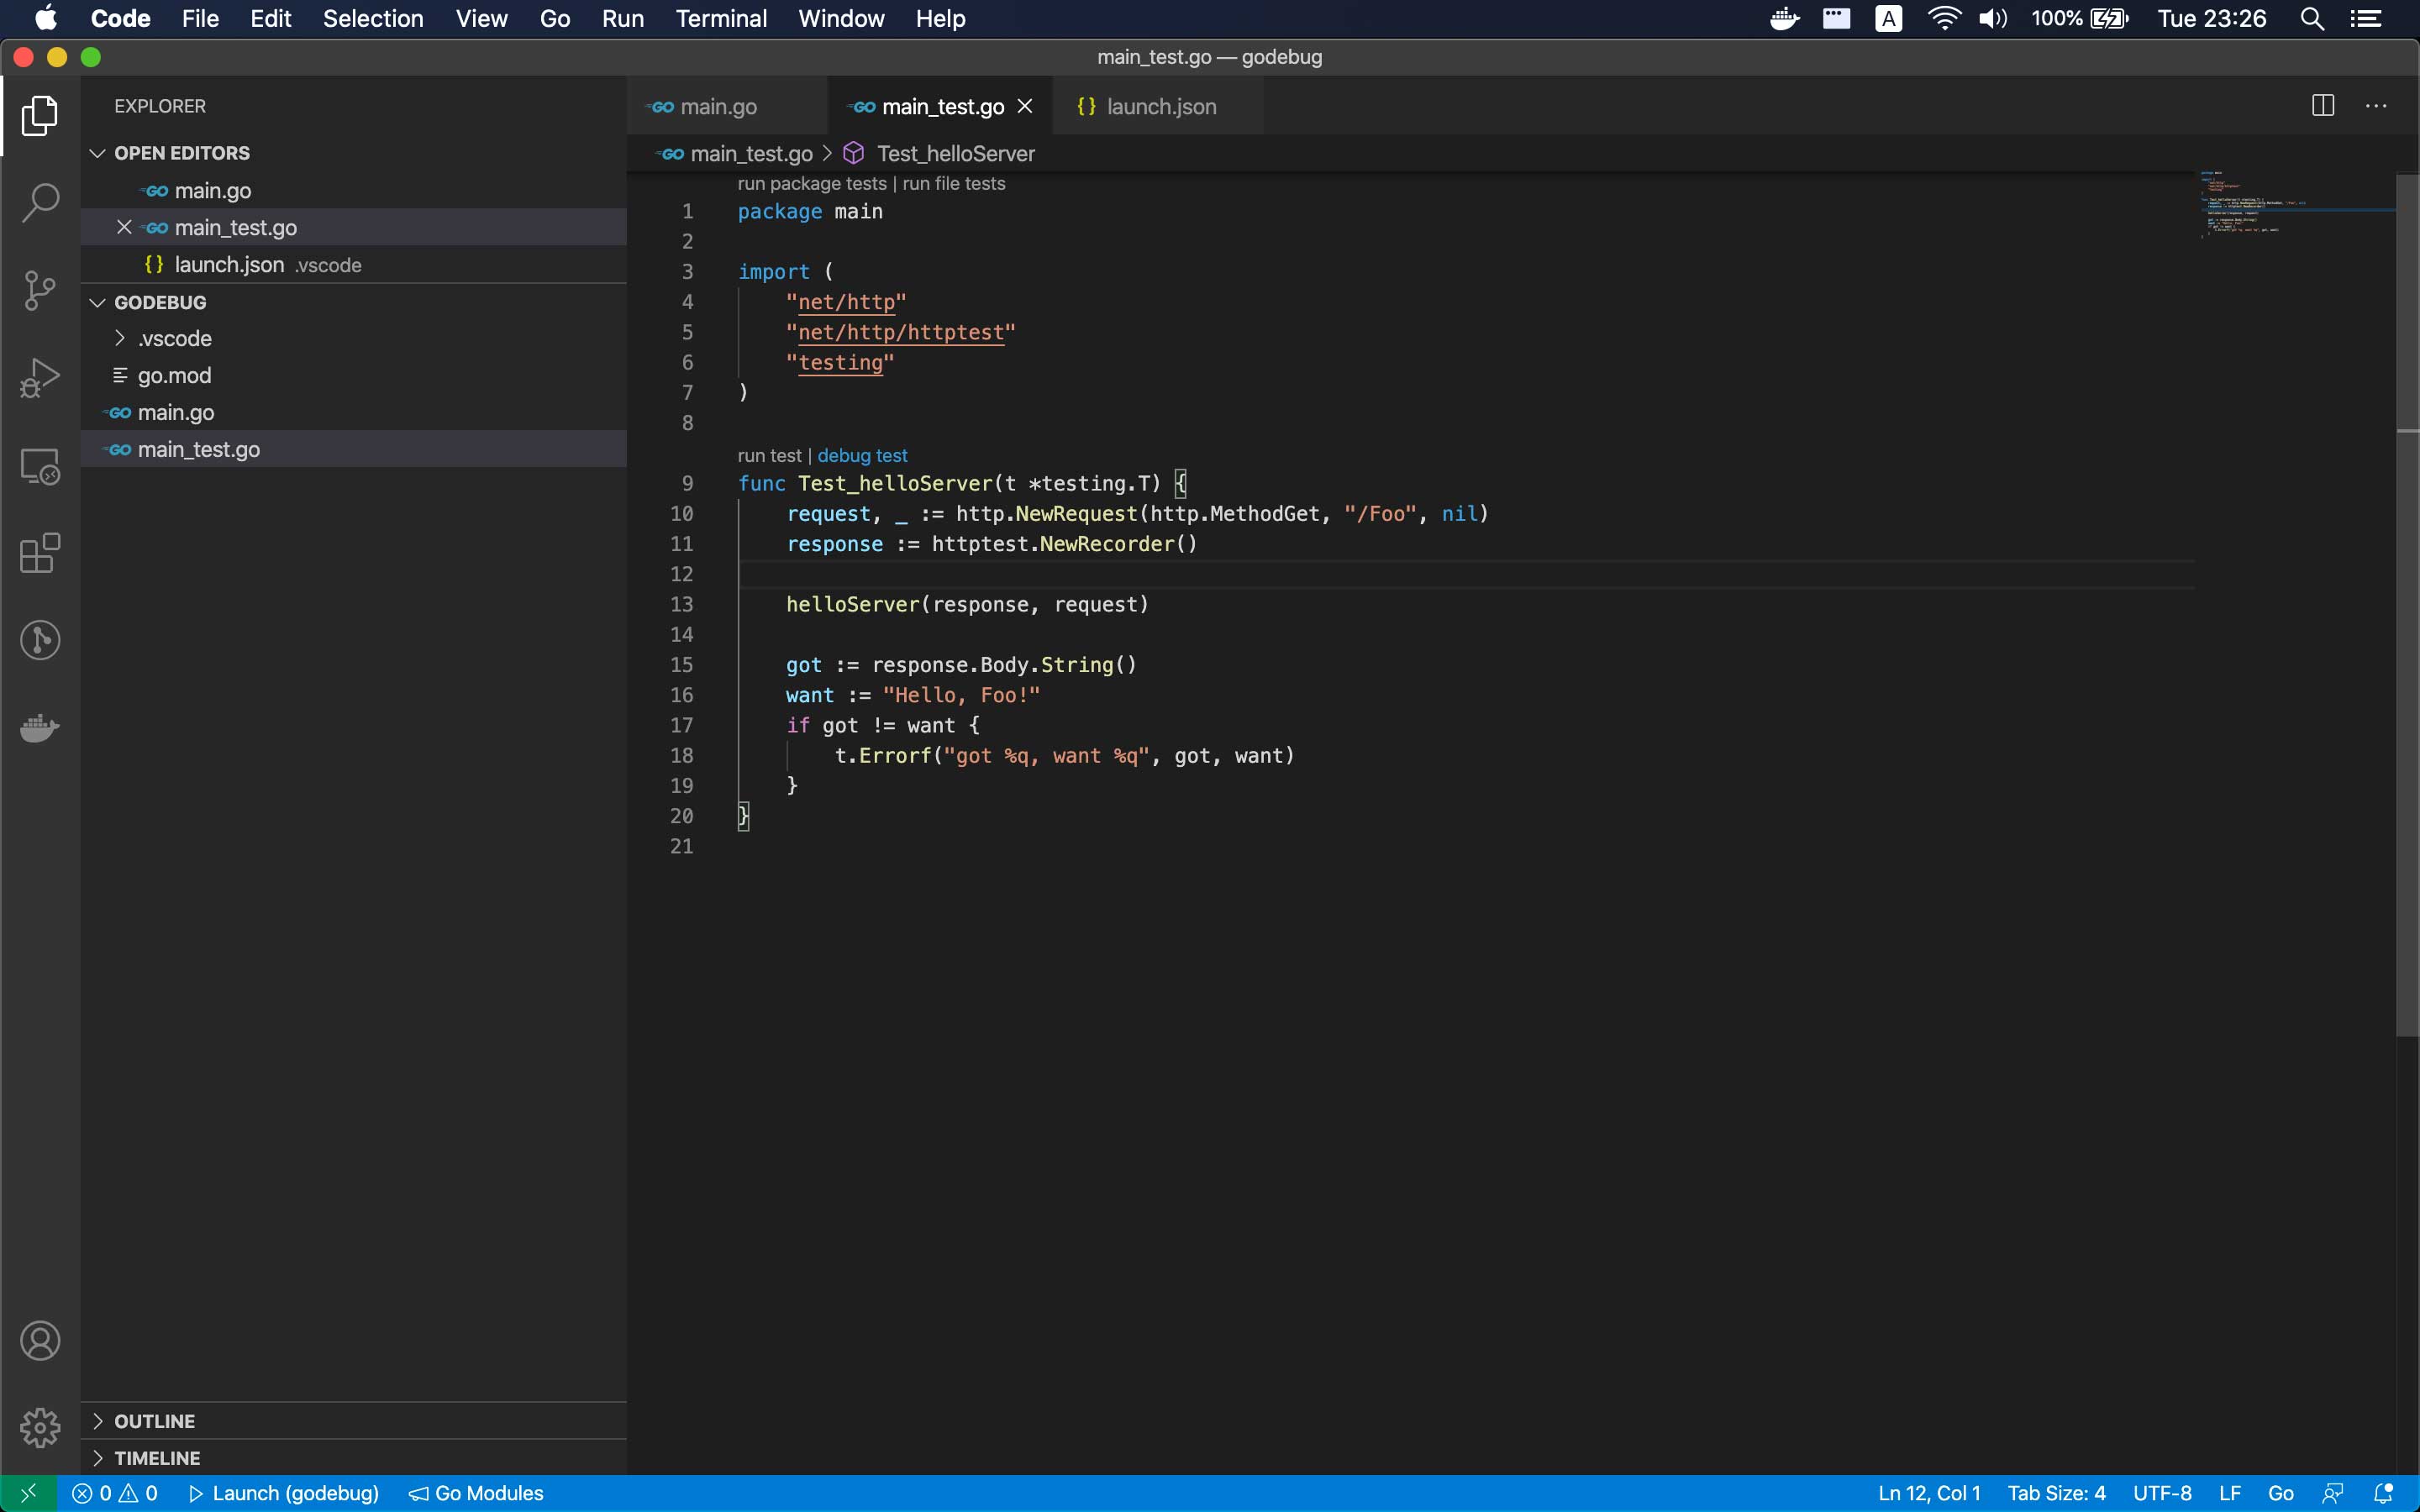 Code File Edit Selection View Go Run Terminal Window Help A 100% Tue 23:26
main_test.go — godebug
EXPLORER
OPEN EDITORS
GO main.go
GO main_test.go
{} launch.json .vscode
GODEBUG
.vscode
go.mod
GO main.go
GO main_test.go
OUTLINE
TIMELINE
GO main.go GO main_test.go {} launch.json
GO main_test.go > Test_helloServer
run package tests | run file tests
1 package main
2
3 import (
4 "net/http"
5 "net/http/httptest"
6 "testing"
7 )
8
run test | debug test
9 func Test_helloServer(t *testing.T) {
10 request, _ := http.NewRequest(http.MethodGet, "/Foo", nil)
11 response := httptest.NewRecorder()
12
13 helloServer(response, request)
14
15 got := response.Body.String()
16 want := "Hello, Foo!"
17 if got != want {
18 t.Errorf("got %q, want %q", got, want)
19 }
20 }
21
0 0 Launch (godebug) Go Modules Ln 12, Col 1 Tab Size: 4 UTF-8 LF Go